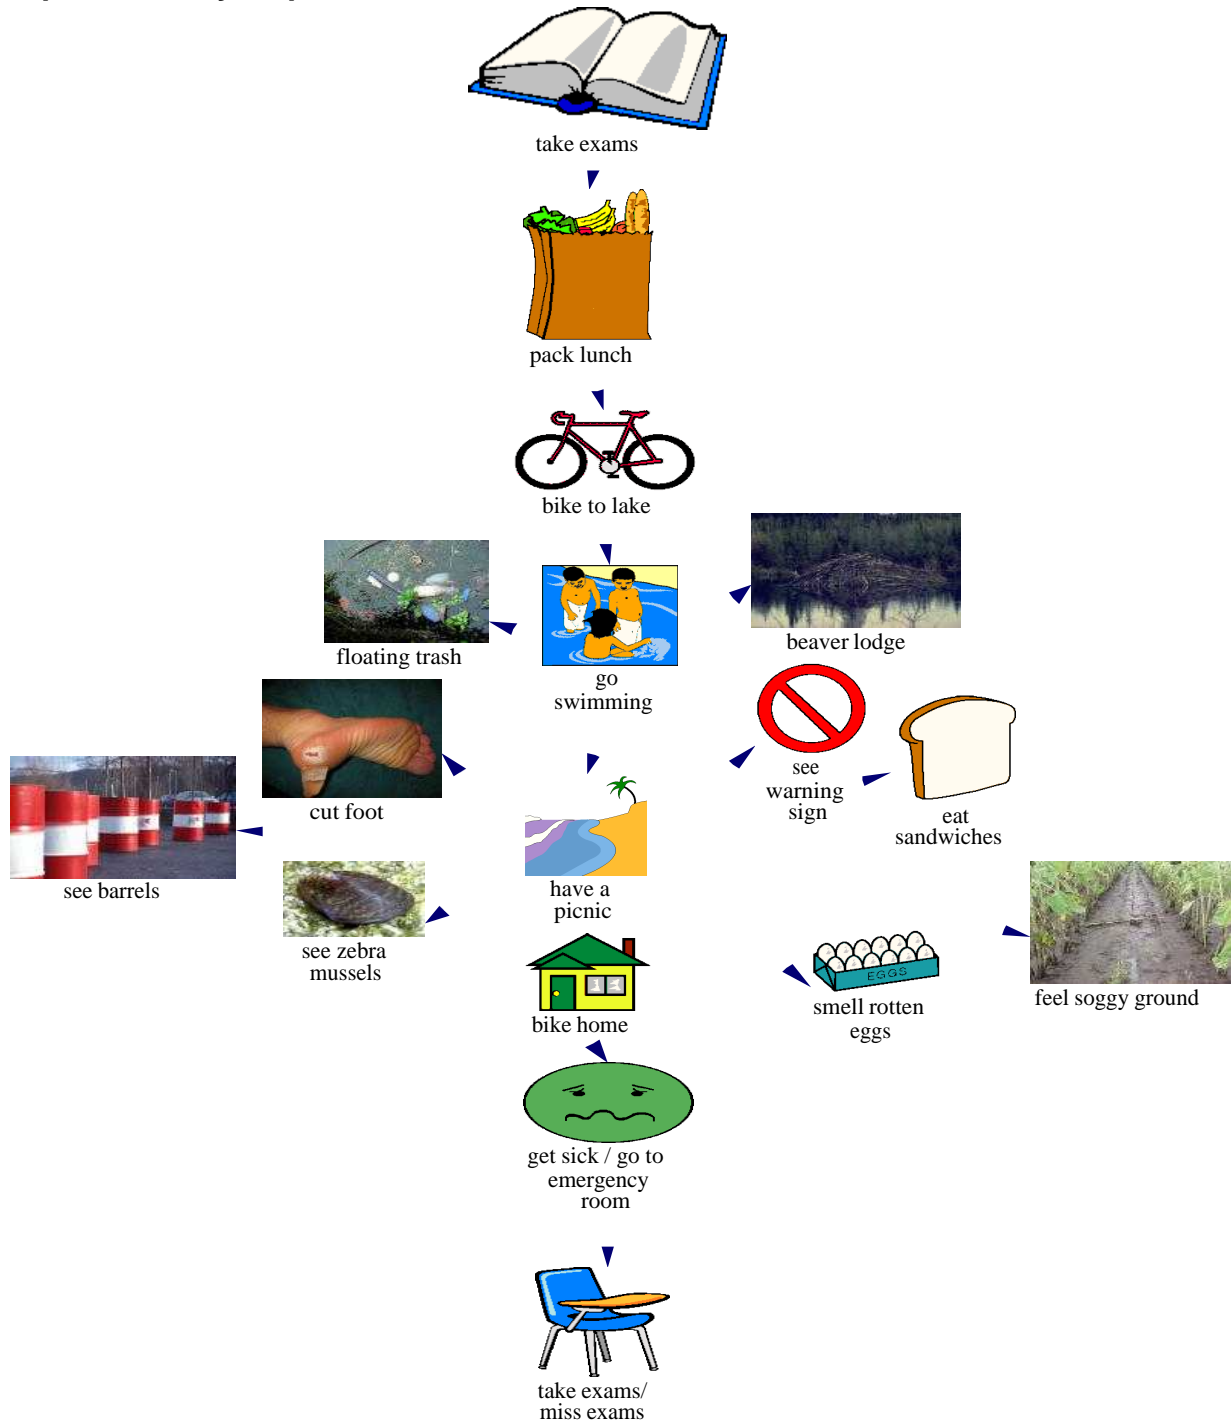 take exams
pack lunch
bike to lake
floating trash
beaver lodge
go
swimming
see
warning
sign
eat
sandwiches
cut foot
see barrels
have a
picnic
see zebra
mussels
EGGS
smell rotten
eggs
feel soggy ground
bike home
get sick / go to
emergency
room
take exams/
miss exams